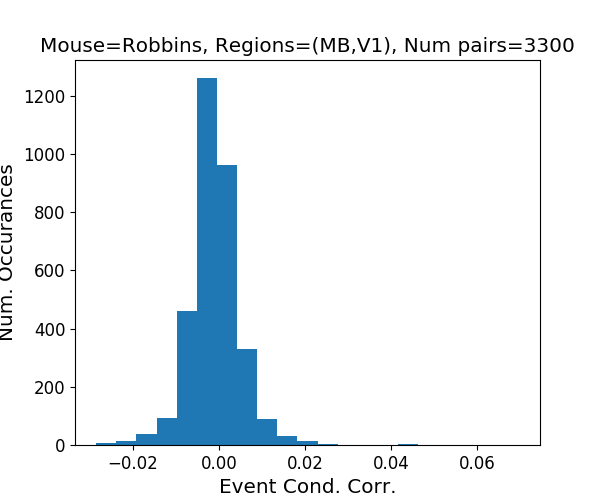 Mouse=Robbins, Regions=(MB,V1), Num pairs=3300
Num. Occurances
1200
1000
800
600
400
200
0
−0.02 0.00 0.02 0.04 0.06
Event Cond. Corr.